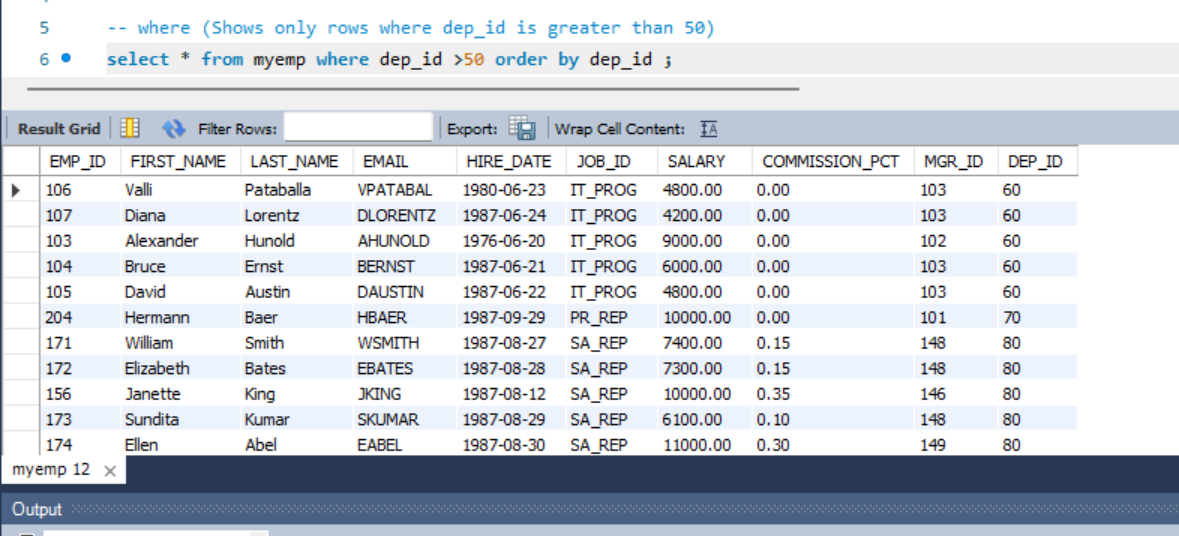 5 -- where (Shows only rows where dep_id is greater than 50)
6 select * from myemp where dep_id >50 order by dep_id ;
Result Grid Filter Rows: Export: Wrap Cell Content: IA
EMP_ID FIRST_NAME LAST_NAME EMAIL HIRE_DATE JOB_ID SALARY COMMISSION_PCT MGR_ID DEP_ID
106 Valli Pataballa VPATABAL 1980-06-23 IT_PROG 4800.00 0.00 103 60
107 Diana Lorentz DLORENTZ 1987-06-24 IT_PROG 4200.00 0.00 103 60
103 Alexander Hunold AHUNOLD 1976-06-20 IT_PROG 9000.00 0.00 102 60
104 Bruce Ernst BERNST 1987-06-21 IT_PROG 6000.00 0.00 103 60
105 David Austin DAUSTIN 1987-06-22 IT_PROG 4800.00 0.00 103 60
204 Hermann Baer HBAER 1987-09-29 PR_REP 10000.00 0.00 101 70
171 William Smith WSMITH 1987-08-27 SA_REP 7400.00 0.15 148 80
172 Elizabeth Bates EBATES 1987-08-28 SA_REP 7300.00 0.15 148 80
156 Janette King JKING 1987-08-12 SA_REP 10000.00 0.35 146 80
173 Sundita Kumar SKUMAR 1987-08-29 SA_REP 6100.00 0.10 148 80
174 Ellen Abel EABEL 1987-08-30 SA_REP 11000.00 0.30 149 80
myemp 12
Output